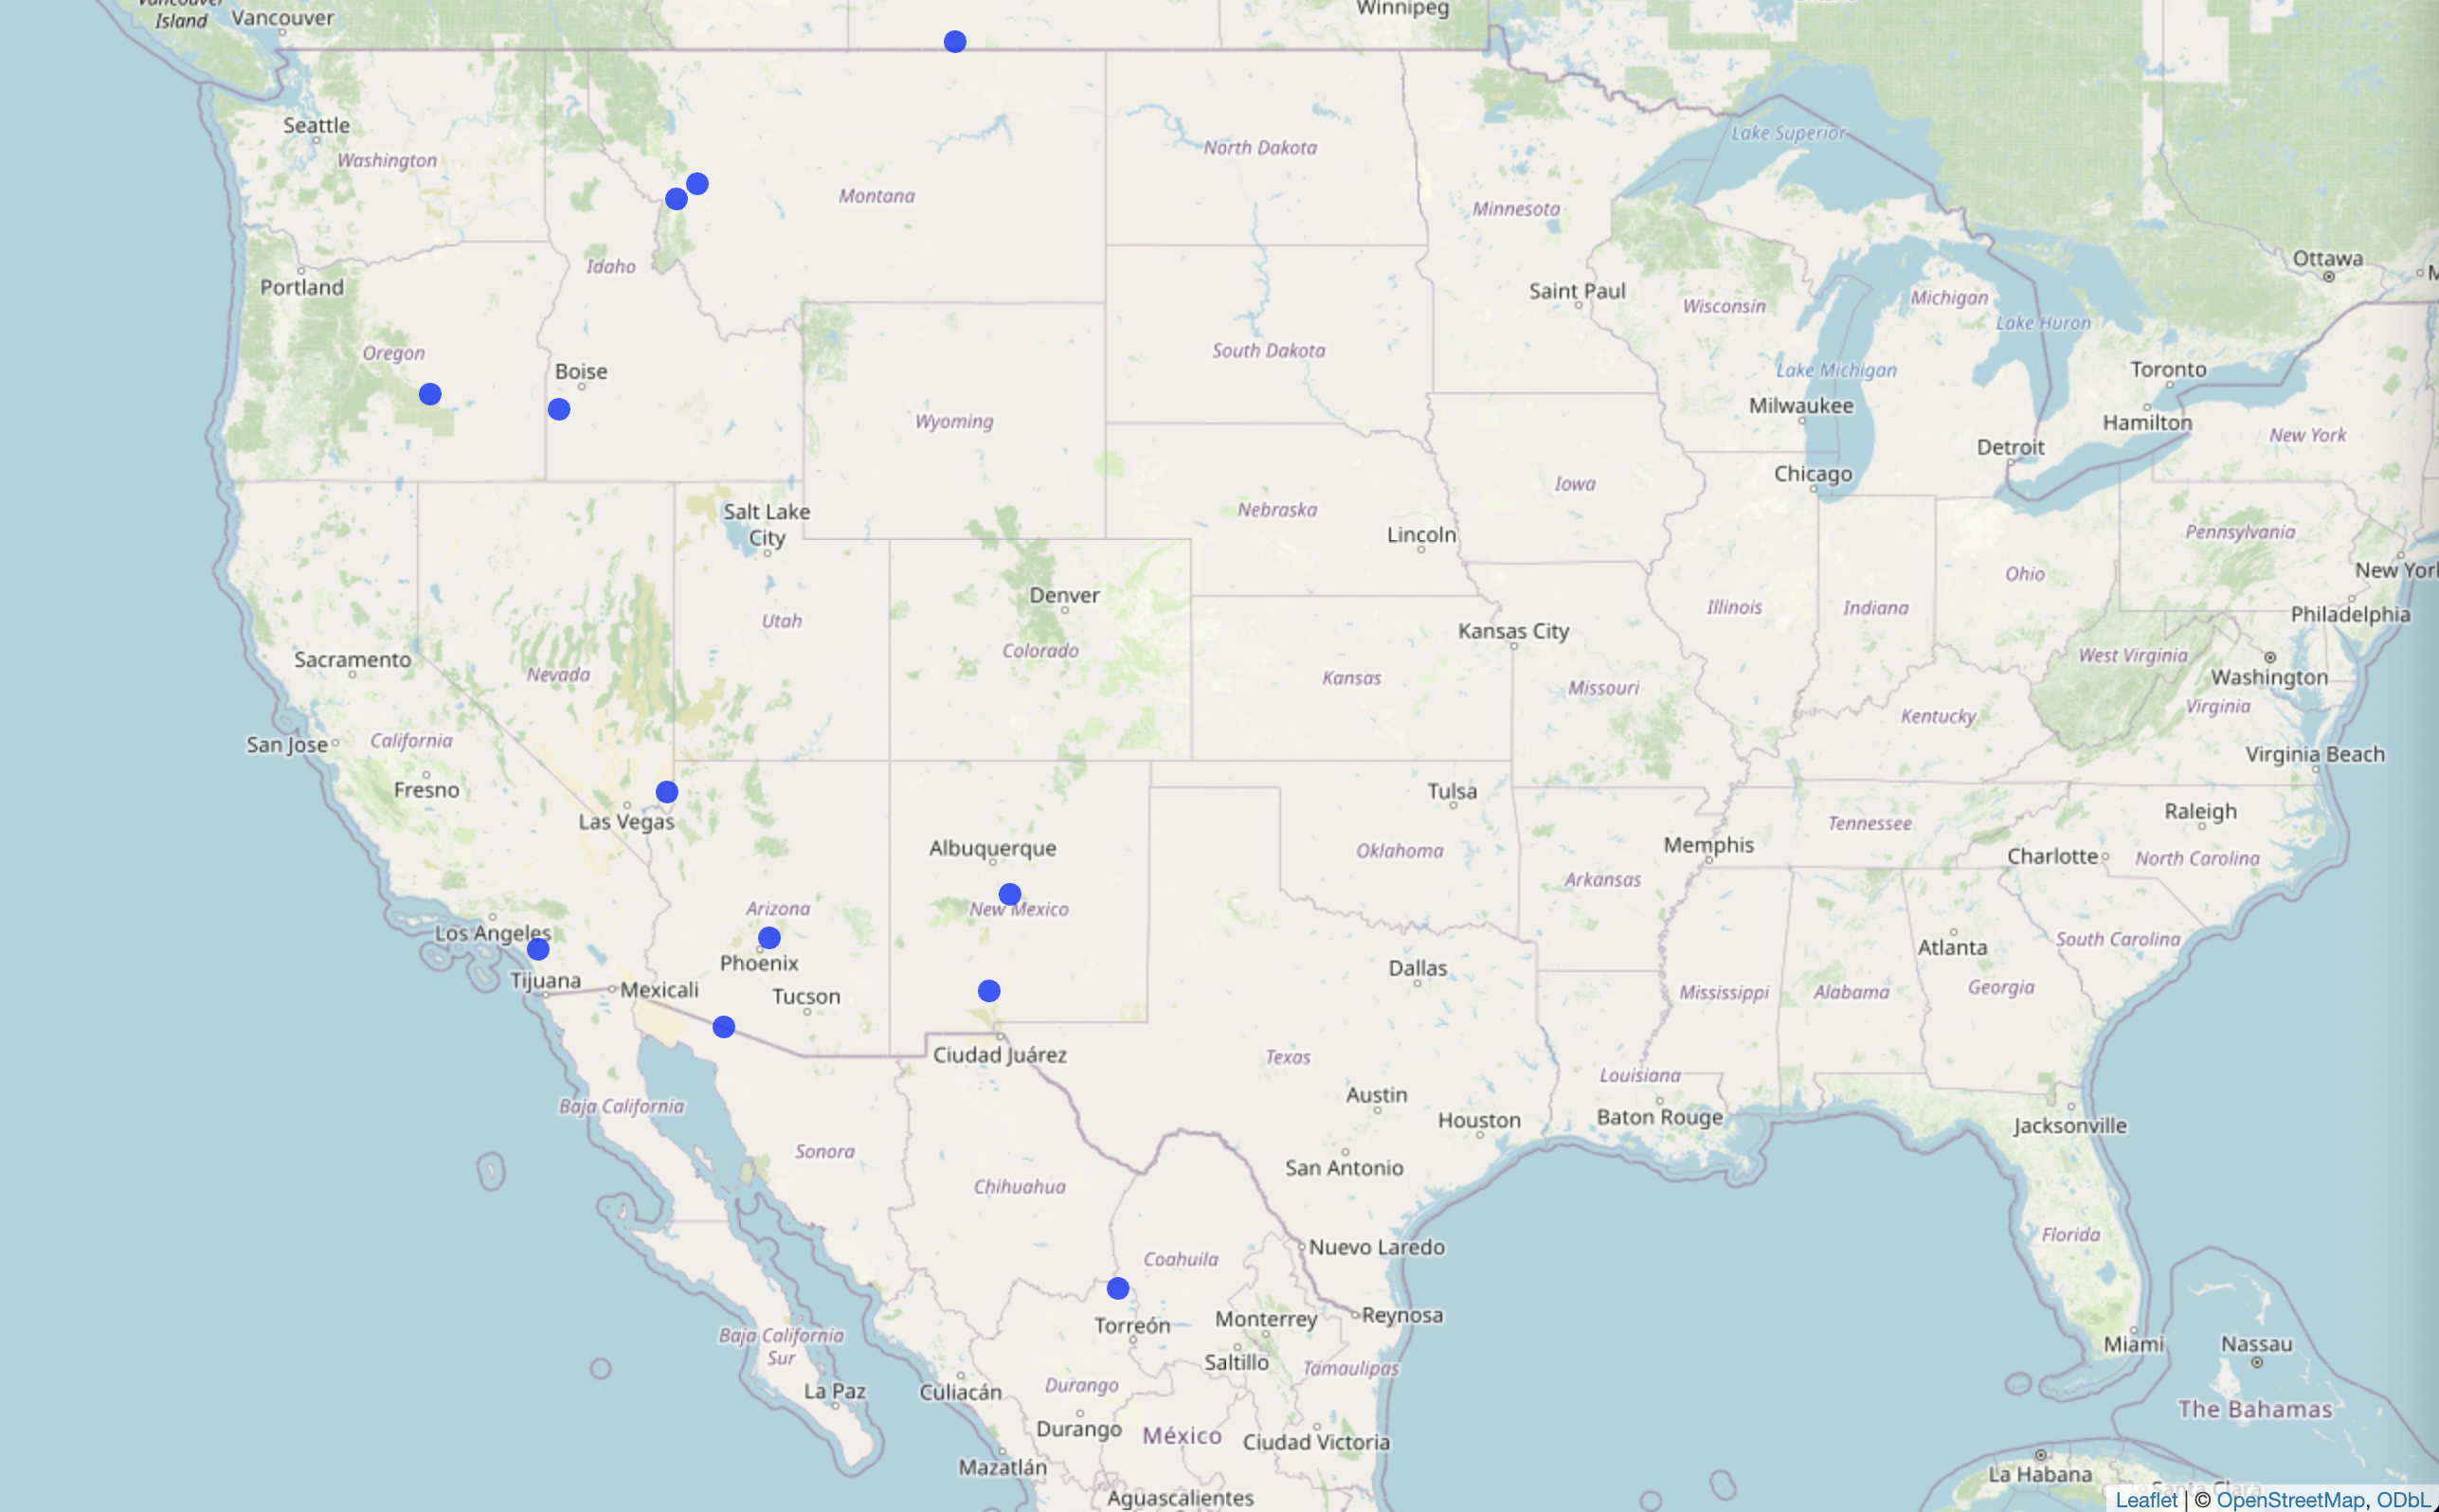 Vancouver
Island
Vancouver
Winnipeg
Seattle
Washington
Montana
North Dakota
Minnesota
Lake Superior
Ottawa
Portland
Idaho
Saint Paul
Wisconsin
Michigan
Lake Huron
Oregon
Boise
South Dakota
Lake Michigan
Toronto
Wyoming
Milwaukee
Hamilton
New York
Detroit
Chicago
Salt Lake
City
Nebraska
Iowa
Lincoln
Pennsylvania
New York
Denver
Utah
Ohio
Illinois
Indiana
Philadelphia
Kansas City
Sacramento
Colorado
Nevada
Kansas
Missouri
West Virginia
Washington
Virginia
Kentucky
San Jose
California
Virginia Beach
Fresno
Las Vegas
Tulsa
Raleigh
Tennessee
Albuquerque
Oklahoma
Memphis
Charlotte
North Carolina
Arkansas
Arizona
New Mexico
Los Angeles
Phoenix
Dallas
Atlanta
South Carolina
Tijuana
Mexicali
Tucson
Mississippi
Alabama
Georgia
Ciudad Juárez
Texas
Louisiana
Baja California
Austin
Houston
Baton Rouge
Jacksonville
Sonora
San Antonio
Chihuahua
Florida
Coahuila
Nuevo Laredo
Torreón
Monterrey
Reynosa
Baja California
Sur
Saltillo
Tamaulipas
Miami
Nassau
La Paz
Culiacán
Durango
Durango
México
Ciudad Victoria
The Bahamas
Mazatlán
La Habana
Santa Clara
Aguascalientes
Leaflet | © OpenStreetMap, ODbL